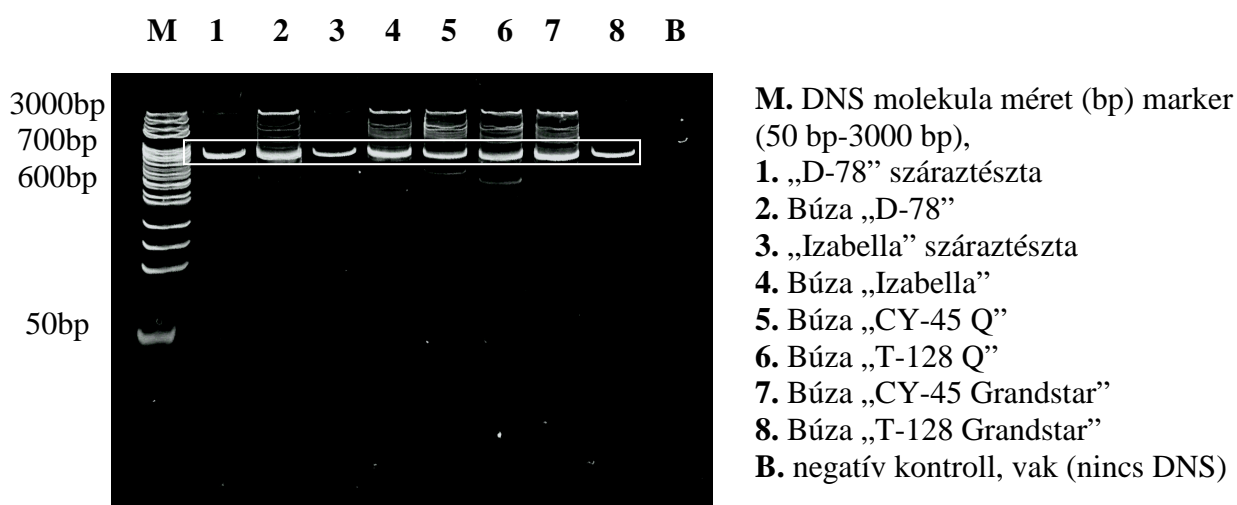 M 1 2 3 4 5 6 7 8 B
3000bp
700bp
600bp
50bp
M. DNS molekula méret (bp) marker
(50 bp-3000 bp),
1. „D-78” száraztészta
2. Búza „D-78”
3. „Izabella” száraztészta
4. Búza „Izabella”
5. Búza „CY-45 Q”
6. Búza „T-128 Q”
7. Búza „CY-45 Grandstar”
8. Búza „T-128 Grandstar”
B. negatív kontroll, vak (nincs DNS)